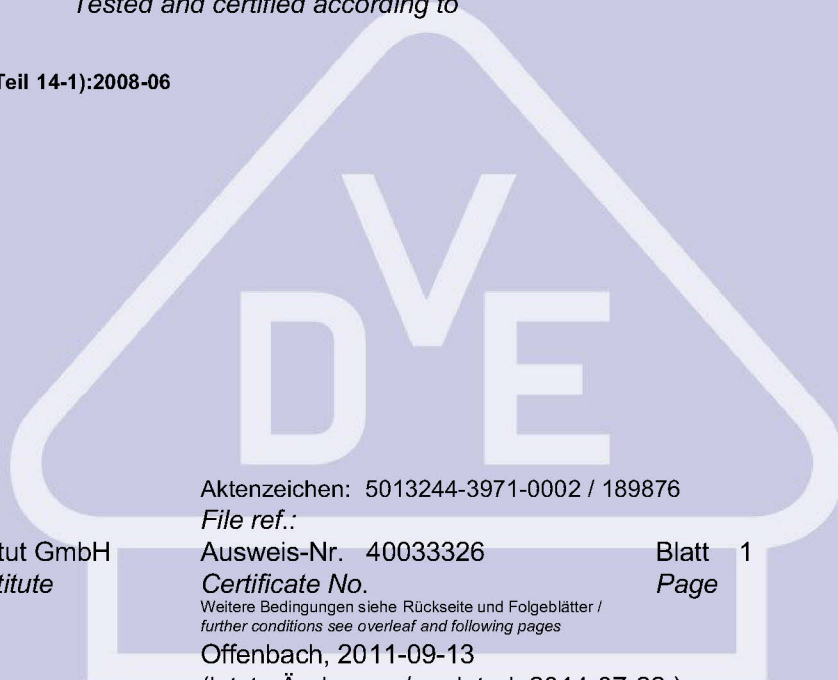 Tested and certified according to
Teil 14-1):2008-06
DVE
Aktenzeichen: 5013244-3971-0002 / 189876
File ref.:
tut GmbH Ausweis-Nr. 40033326 Blatt 1
titute Certificate No. Page
Weitere Bedingungen siehe Rückseite und Folgeblätter /
further conditions see overleaf and following pages
Offenbach, 2011-09-13